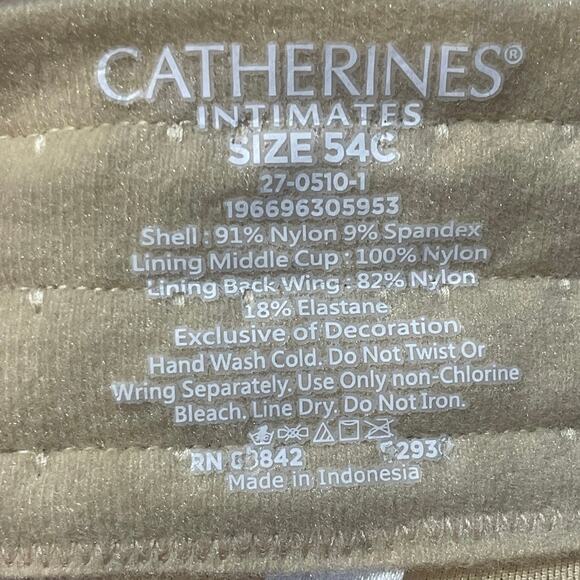 CATHERINES®
INTIMATES
SIZE 54C
27-0510-1
196696305953
Shell : 91% Nylon 9% Spandex
Lining Middle Cup : 100% Nylon
Lining Back Wing : 82% Nylon
18% Elastane
Exclusive of Decoration
Hand Wash Cold. Do Not Twist Or
Wring Separately. Use Only non-Chlorine
Bleach. Line Dry. Do Not Iron.
RN
Made in Indonesia